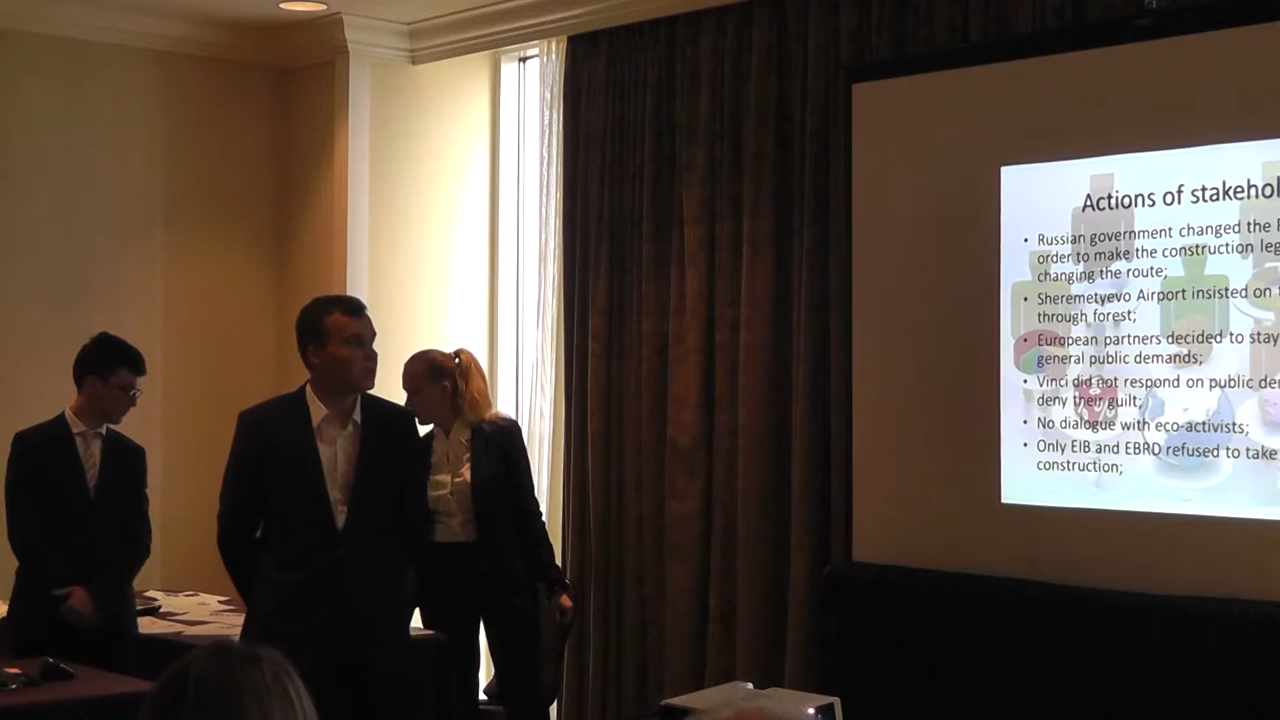 Actions of stakehol
• Russian government changed the
order to make the construction leg
changing the route;
• Sheremetyevo Airport insisted on
through forest;
• European partners decided to stay
general public demands;
• Vinci did not respond on public de
deny their guilt;
• No dialogue with eco-activists;
• Only EIB and EBRD refused to take
construction;